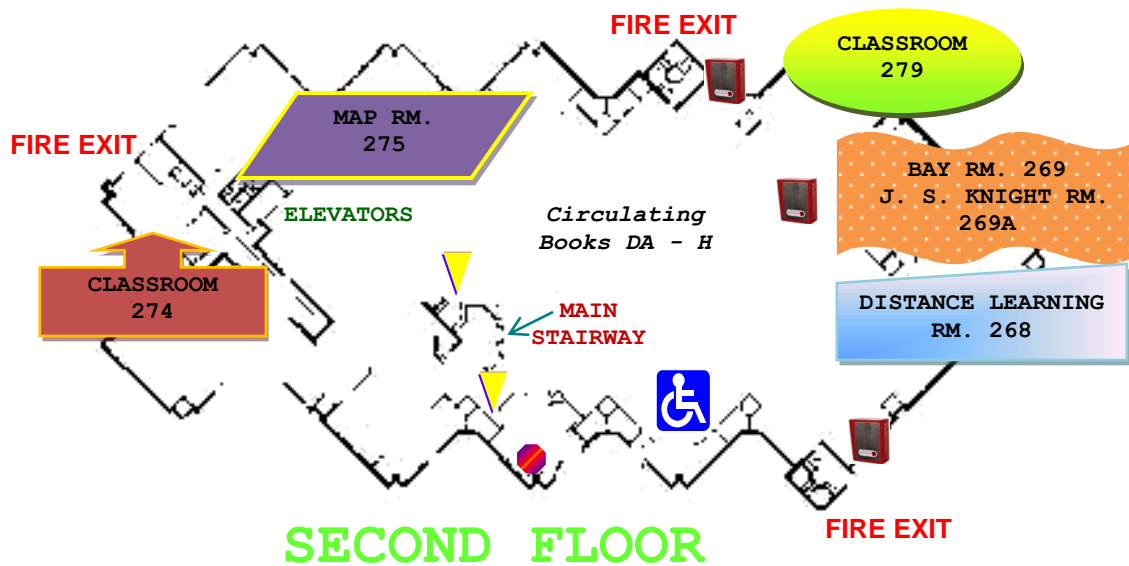 FIRE EXIT
CLASSROOM
279
MAP RM.
275
FIRE EXIT
BAY RM. 269
J. S. KNIGHT RM.
269A
ELEVATORS
Circulating
Books DA - H
CLASSROOM
274
MAIN
STAIRWAY
DISTANCE LEARNING
RM. 268
FIRE EXIT
SECOND FLOOR